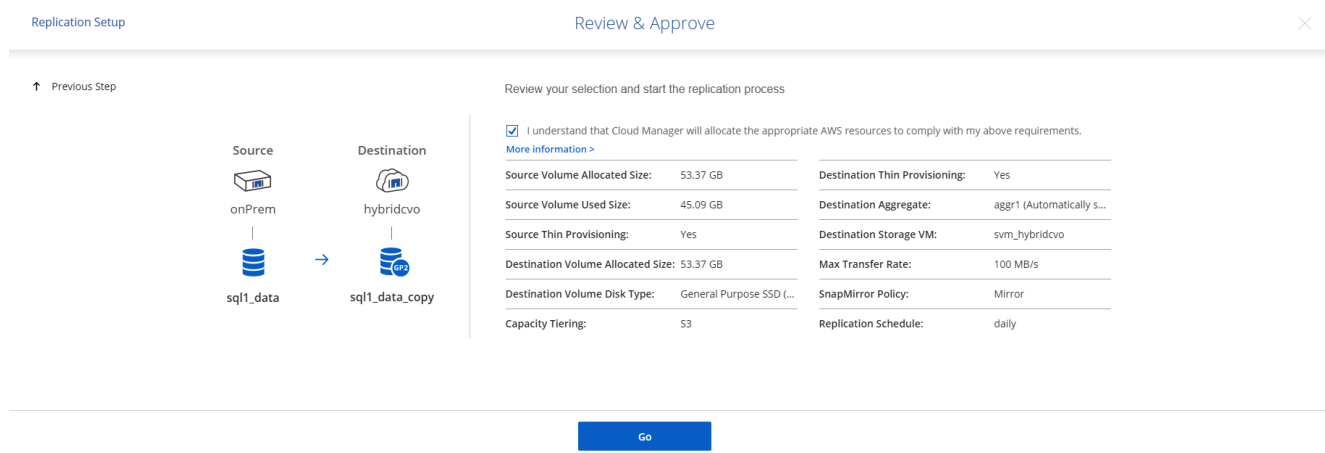 Replication Setup
Review & Approve
↑ Previous Step
Source
Destination
onPrem
hybridcvo
GP2
sql1_data
sql1_data_copy
Review your selection and start the replication process
I understand that Cloud Manager will allocate the appropriate AWS resources to comply with my above requirements.
More information >
Source Volume Allocated Size: 53.37 GB
Source Volume Used Size: 45.09 GB
Source Thin Provisioning: Yes
Destination Volume Allocated Size: 53.37 GB
Destination Volume Disk Type: General Purpose SSD (...
Capacity Tiering: S3
Destination Thin Provisioning: Yes
Destination Aggregate: aggr1 (Automatically s...
Destination Storage VM: svm_hybridcvo
Max Transfer Rate: 100 MB/s
SnapMirror Policy: Mirror
Replication Schedule: daily
Go